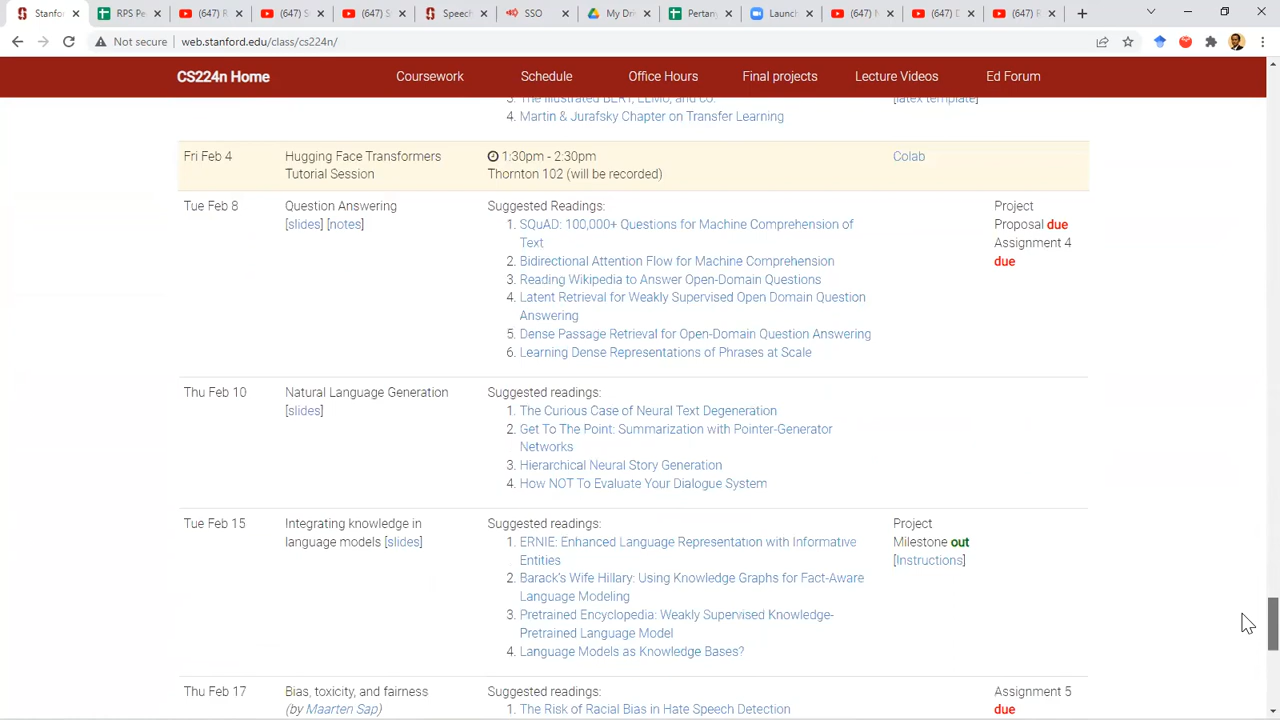 Stanfor
RPS Pe
(647) R
(647) S
(647) S
Speech
SSD
My Driv
Pertan
Launch
(647) N
(647) D
(647) R
Not secure
web.stanford.edu/class/cs224n/
CS224n Home
Coursework
Schedule
Office Hours
Final projects
Lecture Videos
Ed Forum
3. The Illustrated BERT, ELMo, and co.
[latex template]
4. Martin & Jurafsky Chapter on Transfer Learning
Fri Feb 4
Hugging Face Transformers
Tutorial Session
1:30pm - 2:30pm
Thornton 102 (will be recorded)
Colab
Tue Feb 8
Question Answering
[slides] [notes]
Suggested Readings:
1. SQuAD: 100,000+ Questions for Machine Comprehension of
Text
2. Bidirectional Attention Flow for Machine Comprehension
3. Reading Wikipedia to Answer Open-Domain Questions
4. Latent Retrieval for Weakly Supervised Open Domain Question
Answering
5. Dense Passage Retrieval for Open-Domain Question Answering
6. Learning Dense Representations of Phrases at Scale
Project
Proposal due
Assignment 4
due
Thu Feb 10
Natural Language Generation
[slides]
Suggested readings:
1. The Curious Case of Neural Text Degeneration
2. Get To The Point: Summarization with Pointer-Generator
Networks
3. Hierarchical Neural Story Generation
4. How NOT To Evaluate Your Dialogue System
Tue Feb 15
Integrating knowledge in
language models [slides]
Suggested readings:
1. ERNIE: Enhanced Language Representation with Informative
Entities
2. Barack's Wife Hillary: Using Knowledge Graphs for Fact-Aware
Language Modeling
3. Pretrained Encyclopedia: Weakly Supervised Knowledge-
Pretrained Language Model
4. Language Models as Knowledge Bases?
Project
Milestone out
[Instructions]
Thu Feb 17
Bias, toxicity, and fairness
(by Maarten Sap)
Suggested readings:
1. The Risk of Racial Bias in Hate Speech Detection
Assignment 5
due